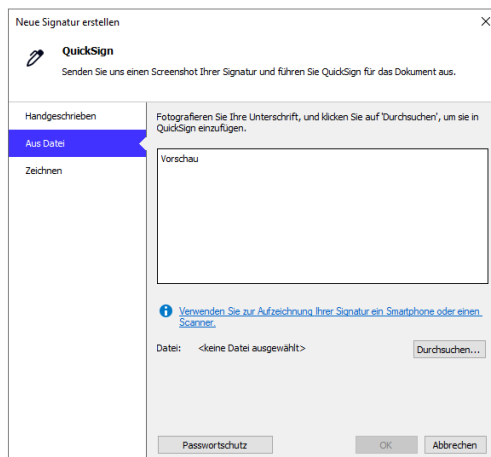 Neue Signatur erstellen
QuickSign
Senden Sie uns einen Screenshot Ihrer Signatur und führen Sie QuickSign für das Dokument aus.
Handgeschrieben
Aus Datei
Zeichnen
Fotografieren Sie Ihre Unterschrift, und klicken Sie auf 'Durchsuchen', um sie in
QuickSign einzufügen.
Vorschau
Verwenden Sie zur Aufzeichnung Ihrer Signatur ein Smartphone oder einen
Scanner.
Datei: <keine Datei ausgewählt> Durchsuchen...
Passwortschutz OK Abbrechen